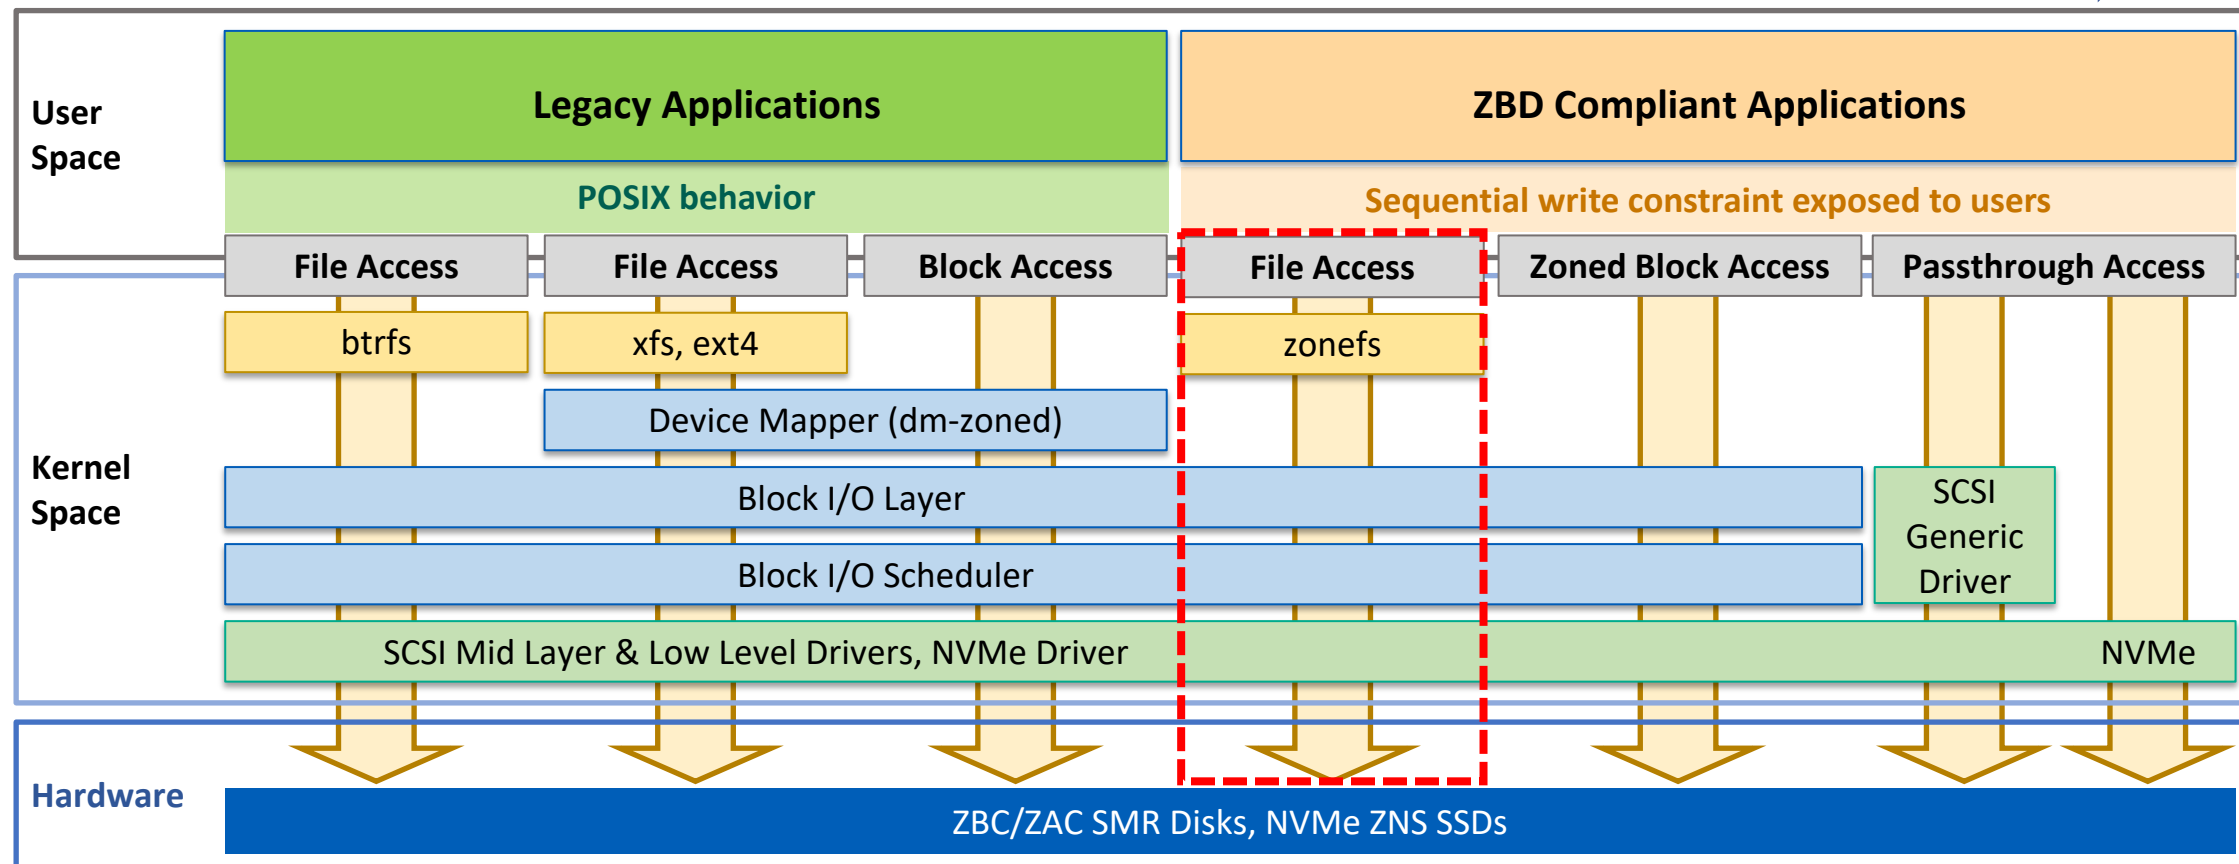 User
Space
Legacy Applications
ZBD Compliant Applications
POSIX behavior
Sequential write constraint exposed to users
File Access
File Access
Block Access
File Access
Zoned Block Access
Passthrough Access
Kernel
Space
btrfs
xfs, ext4
zonefs
Device Mapper (dm-zoned)
Block I/O Layer
SCSI
Generic
Driver
Block I/O Scheduler
SCSI Mid Layer & Low Level Drivers, NVMe Driver
NVMe
Hardware
ZBC/ZAC SMR Disks, NVMe ZNS SSDs